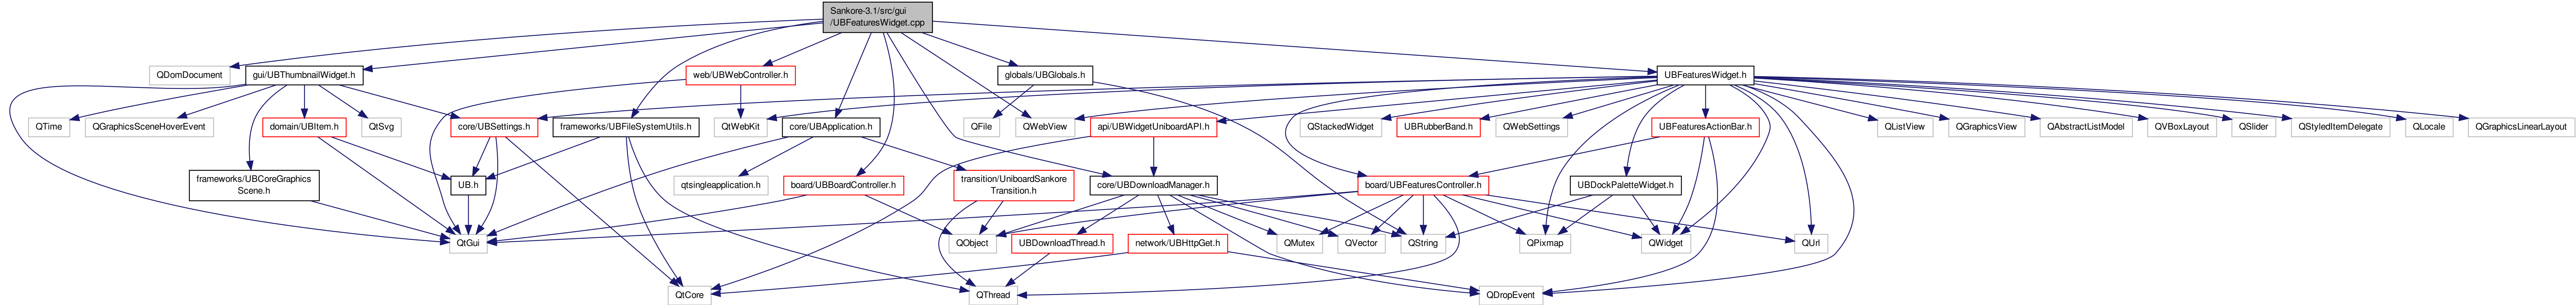 Sankore-3.1/src/gui
/UBFeaturesWidget.cpp
QDomDocument
gui/UBThumbnailWidget.h
web/UBWebController.h
globals/UBGlobals.h
UBFeaturesWidget.h
QTime
QGraphicsSceneHoverEvent
domain/UBItem.h
QtSvg
core/UBSettings.h
frameworks/UBFileSystemUtils.h
QtWebKit
core/UBApplication.h
QFile
QWebView
api/UBWidgetUniboardAPI.h
QStackedWidget
UBRubberBand.h
QWebSettings
UBFeaturesActionBar.h
QListView
QGraphicsView
QAbstractListModel
QVBoxLayout
QSlider
QStyledItemDelegate
QLocale
QGraphicsLinearLayout
frameworks/UBCoreGraphics
Scene.h
UB.h
qtsingleapplication.h
board/UBBoardController.h
transition/UniboardSankore
Transition.h
core/UBDownloadManager.h
board/UBFeaturesController.h
UBDockPaletteWidget.h
QtGui
QObject
UBDownloadThread.h
network/UBHttpGet.h
QMutex
QVector
QString
QPixmap
QWidget
QUrl
QtCore
QThread
QDropEvent